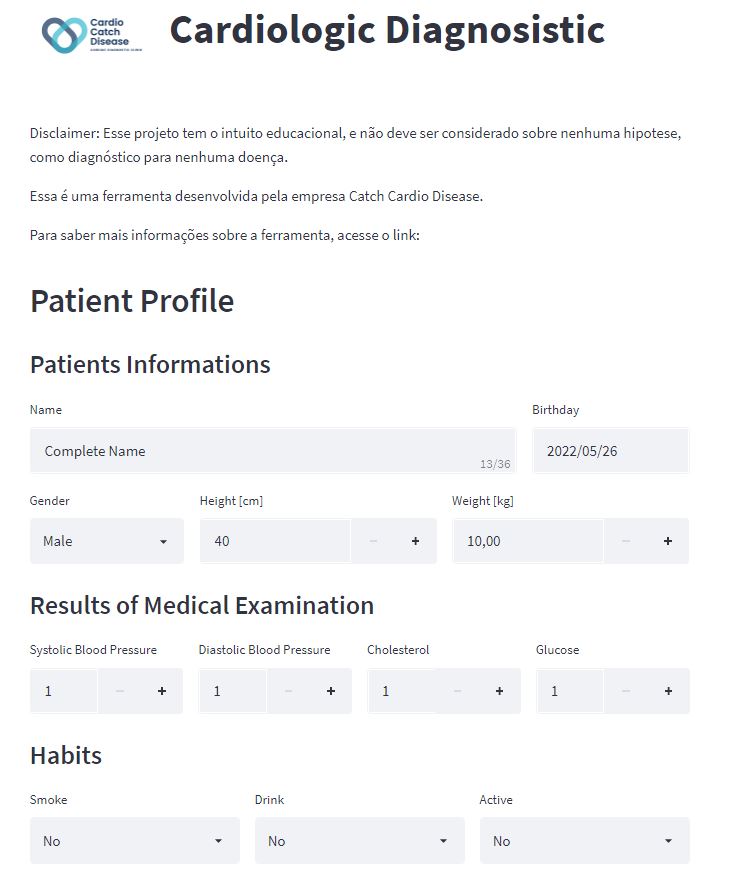 Cardio
Catch
Disease
CARDIAC DIAGNOSTIC CLINIC
Cardiologic Diagnosistic
Disclaimer: Esse projeto tem o intuito educacional, e não deve ser considerado sobre nenhuma hipotese,
como diagnóstico para nenhuma doença.
Essa é uma ferramenta desenvolvida pela empresa Catch Cardio Disease.
Para saber mais informações sobre a ferramenta, acesse o link:
Patient Profile
Patients Informations
Name Birthday
Complete Name 13/36 2022/05/26
Gender Height [cm] Weight [kg]
Male 40 − + 10,00 − +
Results of Medical Examination
Systolic Blood Pressure Diastolic Blood Pressure Cholesterol Glucose
1 − + 1 − + 1 − + 1 − +
Habits
Smoke Drink Active
No No No